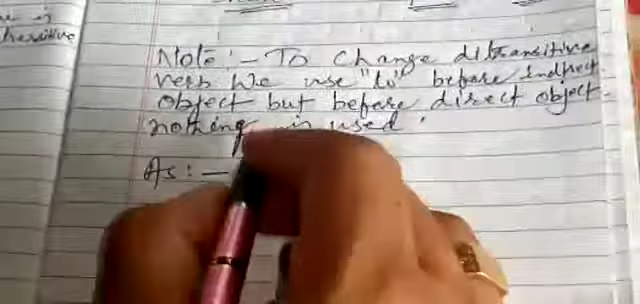 hersitive
Note :- To change ditransitive
verb we use "to" before indirect
object but before direct object
nothing is used.
As :-